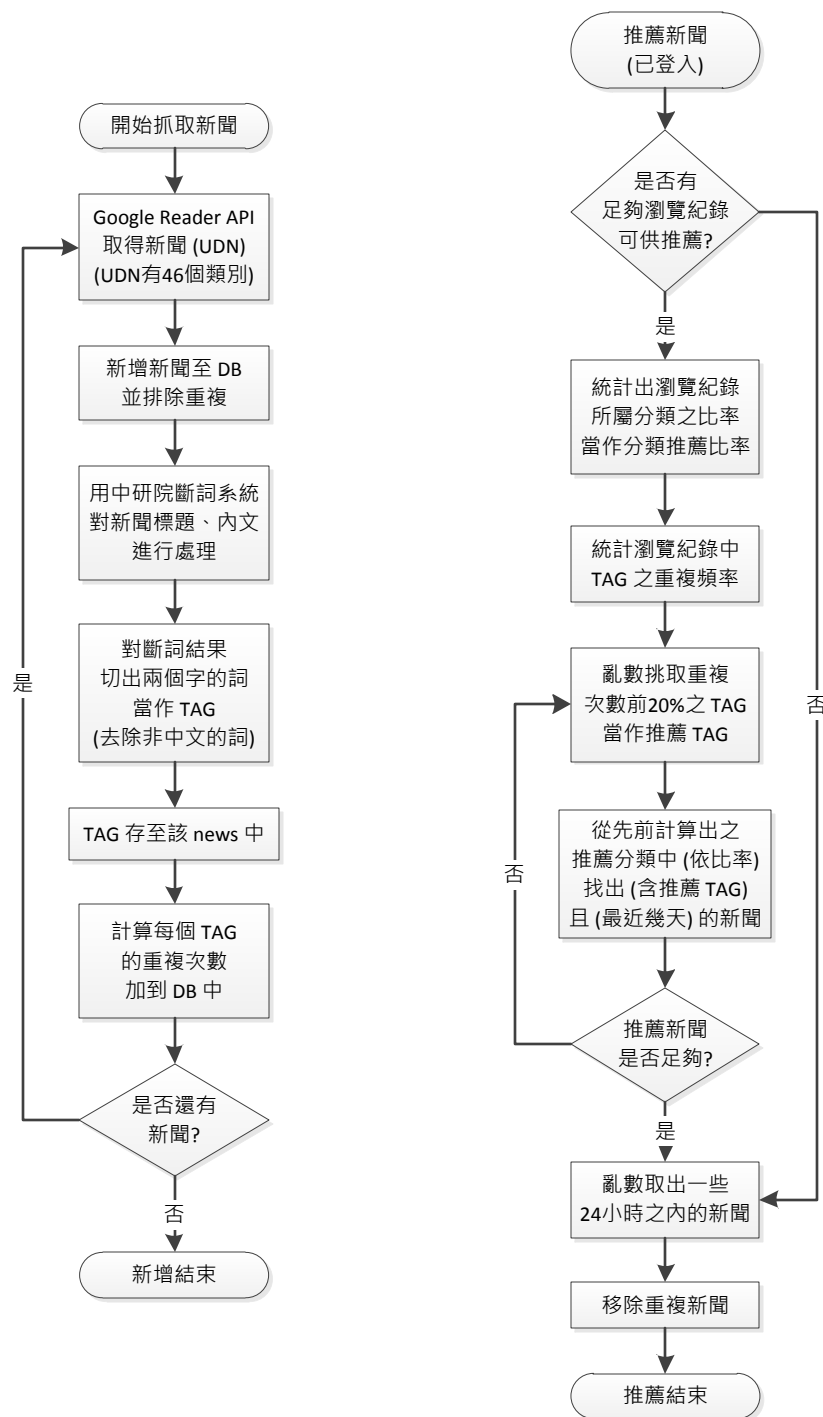 開始抓取新聞
Google Reader API
取得新聞 (UDN)
(UDN有46個類別)
新增新聞至 DB
並排除重複
用中研院斷詞系統
對新聞標題、內文
進行處理
對斷詞結果
切出兩個字的詞
當作 TAG
(去除非中文的詞)
TAG 存至該 news 中
計算每個 TAG
的重複次數
加到 DB 中
是否還有
新聞?
是
否
新增結束
推薦新聞
(已登入)
是否有
足夠瀏覽紀錄
可供推薦?
是
否
統計出瀏覽紀錄
所屬分類之比率
當作分類推薦比率
統計瀏覽紀錄中
TAG 之重複頻率
亂數挑取重複
次數前20%之 TAG
當作推薦 TAG
從先前計算出之
推薦分類中 (依比率)
找出 (含推薦 TAG)
且 (最近幾天) 的新聞
推薦新聞
是否足夠?
否
是
亂數取出一些
24小時之內的新聞
移除重複新聞
推薦結束